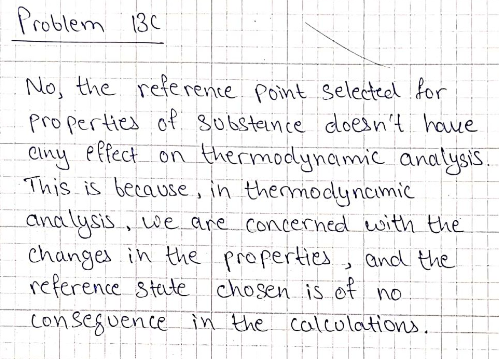 Problem 13C
No, the reference point selected for
properties of substance doesn't have
any effect on thermodynamic analysis.
This is because, in thermodynamic
analysis, we are concerned with the
changes in the properties, and the
reference state chosen is of no
consequence in the calculations.